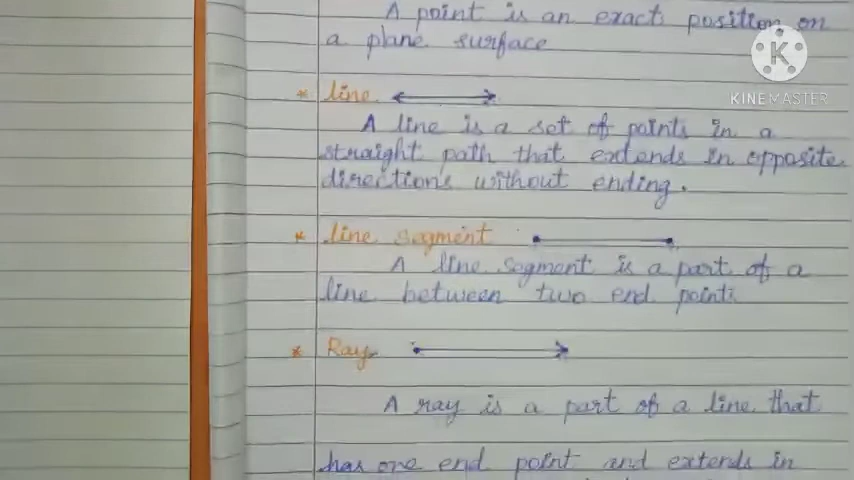 A point is an exact position on
a plane surface
KINEMASTER
* line
A line is a set of points in a
straight path that extends in opposite
directions without ending.
* line segment
A line segment is a part of a
line between two end points
* Ray
A ray is a part of a line that
has one end point and extends in